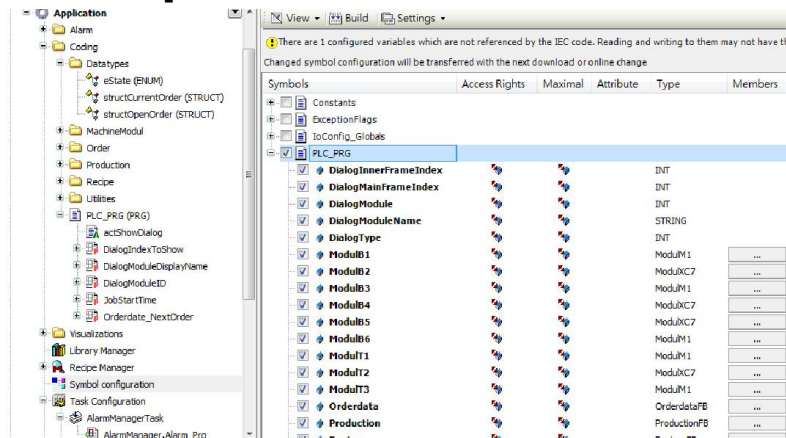 Application
Alarm
Coding
Datatypes
eState (ENUM)
structCurrentOrder (STRUCT)
structOpenOrder (STRUCT)
MachineModul
Order
Production
Recipe
Utilities
PLC_PRG (PRG)
actShowDialog
DialogIndexToShow
DialogModuleDisplayName
DialogModuleID
JobStartTime
Orderdate_NextOrder
Visualizations
Library Manager
Recipe Manager
Symbol configuration
Task Configuration
AlarmManagerTask
AlarmManager.Alarm_Prg
View Build Settings
There are 1 configured variables which are not referenced by the IEC code. Reading and writing to them may not have th
Changed symbol configuration will be transferred with the next download or online change
Symbols Access Rights Maximal Attribute Type Members
Constants
ExceptionFlags
IoConfig_Globals
PLC_PRG
DialogInnerFrameIndex INT
DialogMainFrameIndex INT
DialogModule INT
DialogModuleName STRING
DialogType INT
ModulB1 ModulM1 ...
ModulB2 ModulXC7 ...
ModulB3 ModulM1 ...
ModulB4 ModulXC7 ...
ModulB5 ModulXC7 ...
ModulB6 ModulM1 ...
ModulT1 ModulM1 ...
ModulT2 ModulXC7 ...
ModulT3 ModulM1 ...
Orderdata OrderdataFB ...
Production ProductionFB ...